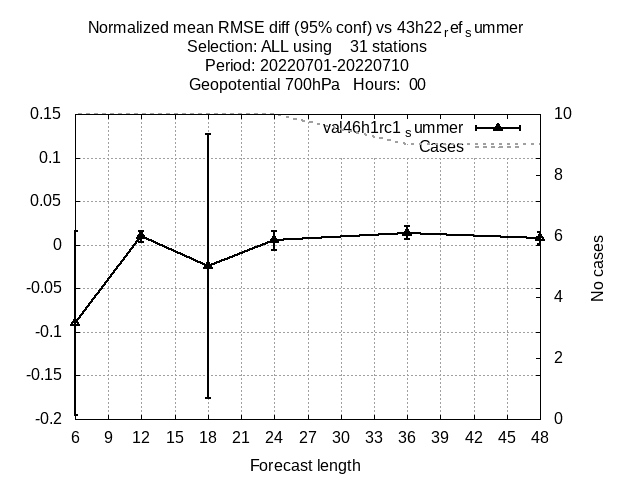 Normalized mean RMSE diff (95% conf) vs 43h22ref summer
Selection: ALL using 31 stations
Period: 20220701-20220710
Geopotential 700hPa Hours: 00
val46h1rc1summer
Cases
0.15
0.1
0.05
0
-0.05
-0.1
-0.15
-0.2
10
8
6
4
2
0
No cases
6 9 12 15 18 21 24 27 30 33 36 39 42 45 48
Forecast length